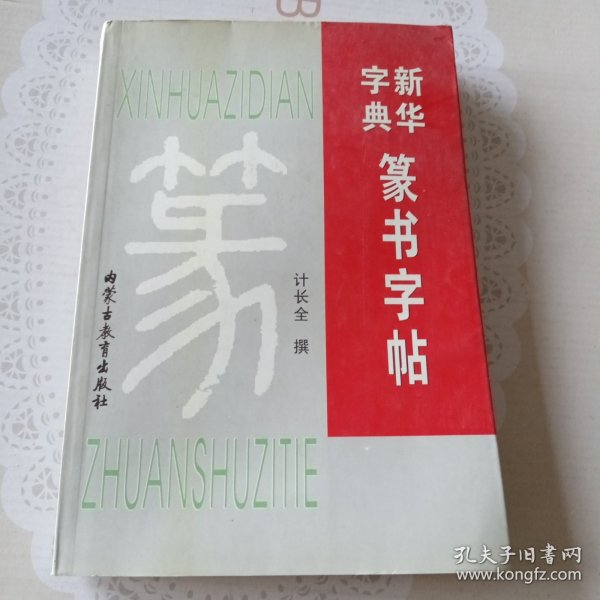 XINHUAZIDIAN
新华
字典
篆书字帖
篆
计长全 撰
内蒙古教育出版社
ZHUANSHUZITIE
孔夫子旧书网
www.kongfz.com